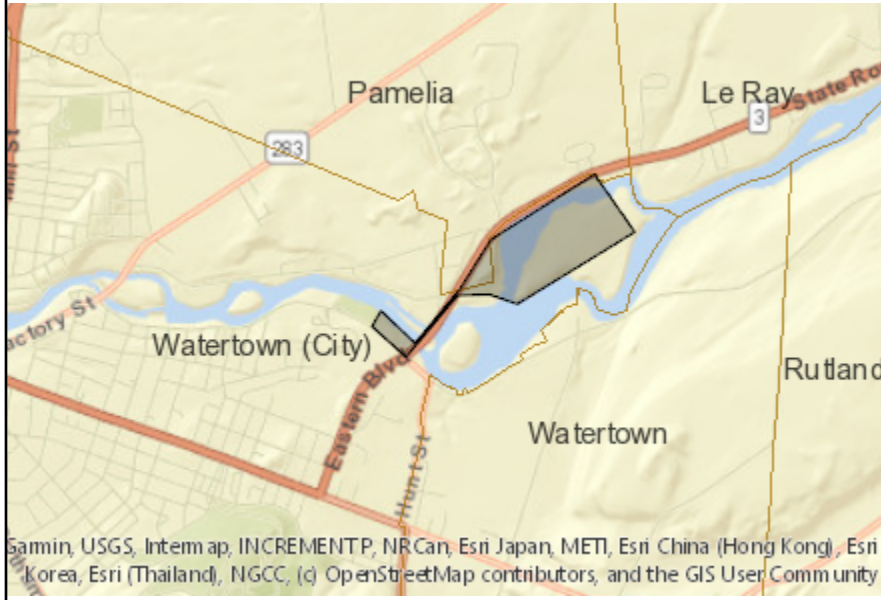 Pamelia
Le Ray
State Ro
3
283
Mill St
actory St
Watertown (City)
Eastern Blvd
Hunt St
Rutland
Watertown
Garmin, USGS, Intermap, INCREMENT P, NRCan, Esri Japan, METI, Esri China (Hong Kong), Esri
Korea, Esri (Thailand), NGCC, (c) OpenStreetMap contributors, and the GIS User Community